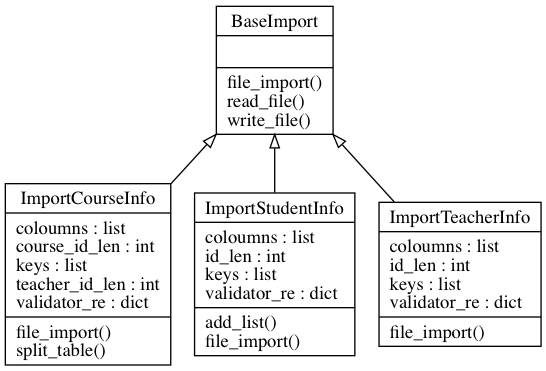 BaseImport
file_import()
read_file()
write_file()
ImportCourseInfo
coloumns : list
course_id_len : int
keys : list
teacher_id_len : int
validator_re : dict
file_import()
split_table()
ImportStudentInfo
coloumns : list
id_len : int
keys : list
validator_re : dict
add_list()
file_import()
ImportTeacherInfo
coloumns : list
id_len : int
keys : list
validator_re : dict
file_import()